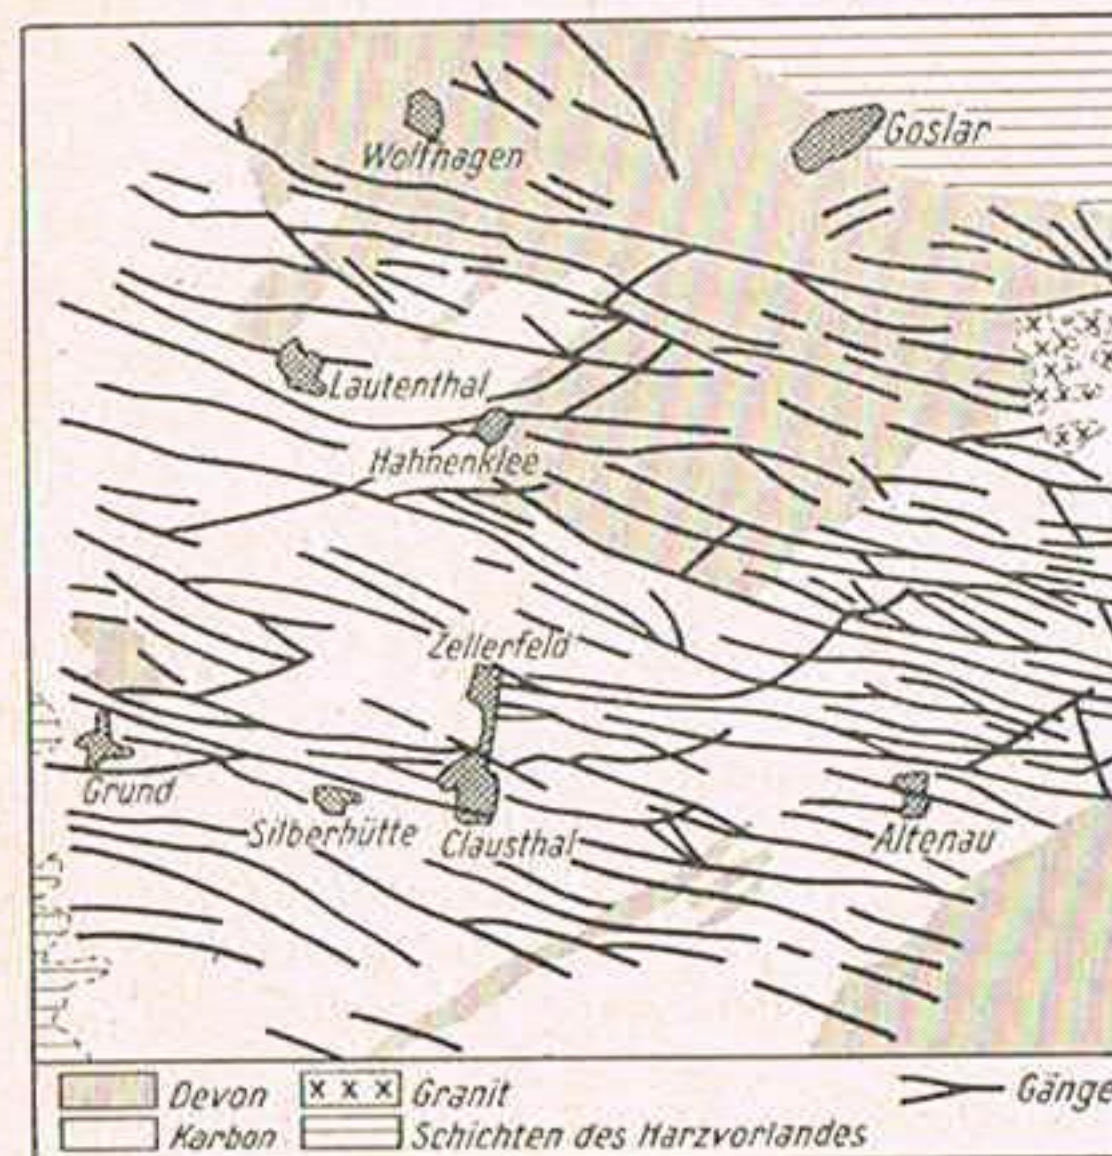 Wolfhagen
Goslar
Lautenthal
Hahnenklee
Zellerfeld
Grund
Silberhütte
Clausthal
Altenau
Devon
x x x Granit
Gänge
Karbon
Schichten des Harzvorlandes